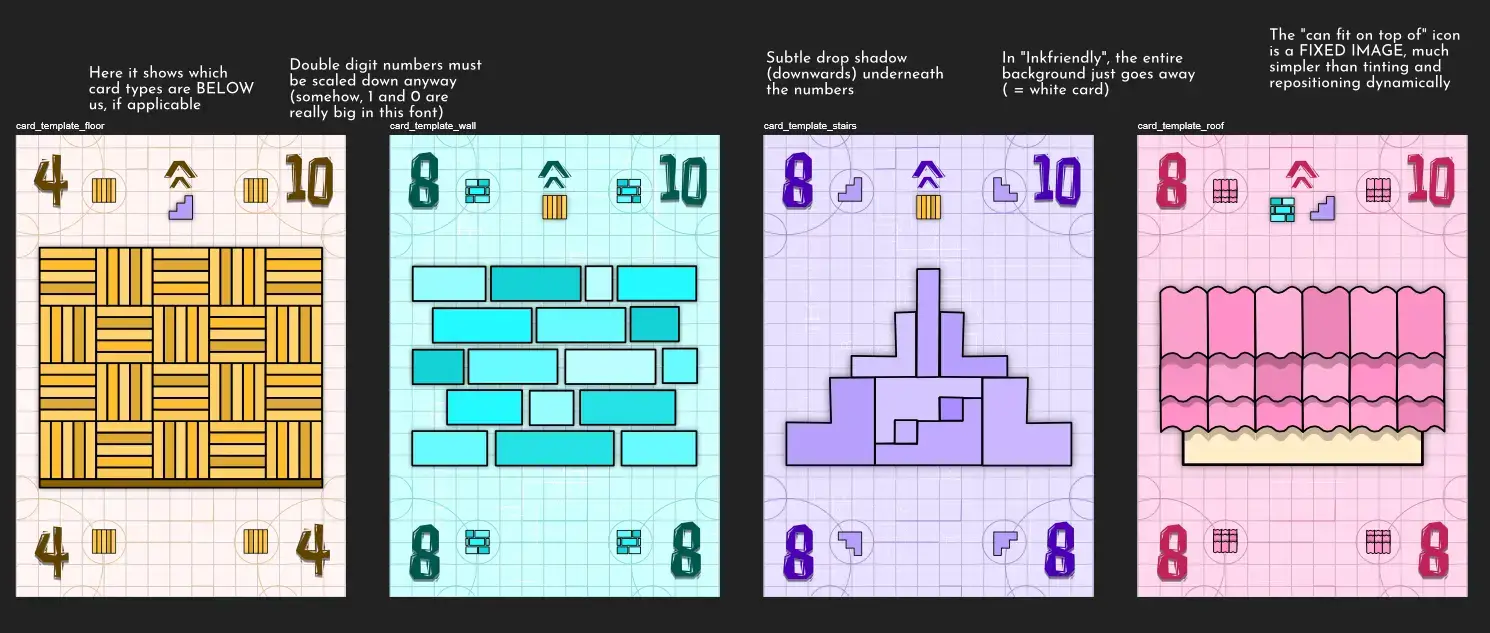 Here it shows which
card types are BELOW
us, if applicable
Double digit numbers must
be scaled down anyway
(somehow, 1 and 0 are
really big in this font)
Subtle drop shadow
(downwards) underneath
the numbers
In "Inkfriendly", the entire
background just goes away
( = white card)
The "can fit on top of" icon
is a FIXED IMAGE, much
simpler than tinting and
repositioning dynamically
card_template_floor
4 10
4 4
card_template_wall
8 10
8 8
card_template_stairs
8 10
8 8
card_template_roof
8 10
8 8